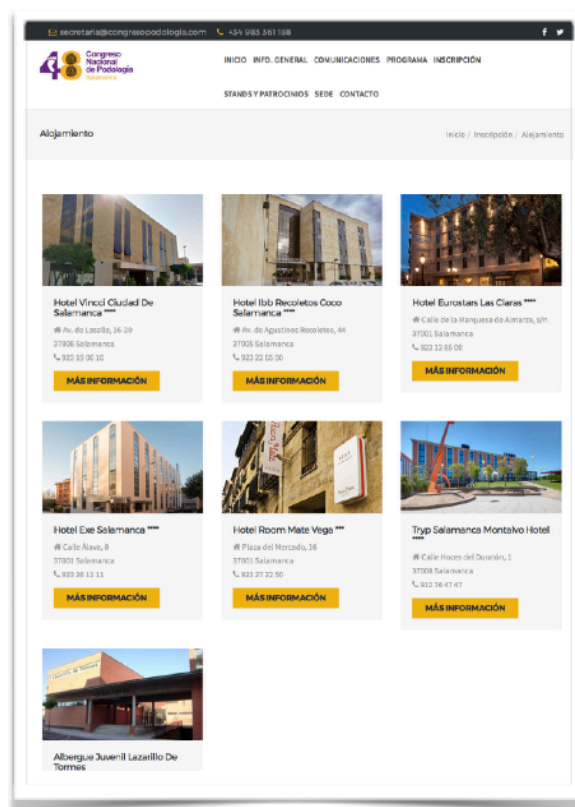 secretaria@congresopodologia.com +34 983 361 188
48 Congreso
Nacional
de Podología
Salamanca
INICIO INFO. GENERAL COMUNICACIONES PROGRAMA INSCRIPCIÓN
STANDS Y PATROCINIOS SEDE CONTACTO
Alojamiento
Inicio / Inscripción / Alojamiento
Hotel Vincci Ciudad De
Salamanca ****
Av. de Lasalle, 16-20
37008 Salamanca
MÁS INFORMACIÓN
Hotel Ibb Recoletos Coco
Salamanca ****
Av. de Agustinos Recoletos, 44
37005 Salamanca
923 22 65 00
MÁS INFORMACIÓN
Hotel Eurostars Las Claras ****
Calle de la Marquesa de Almarza, s/n
37001 Salamanca
923 12 85 00
MÁS INFORMACIÓN
Hotel Exe Salamanca ****
Calle Álava, 8
37001 Salamanca
923 26 11 11
MÁS INFORMACIÓN
Hotel Room Mate Vega ***
Plaza del Mercado, 16
37001 Salamanca
923 27 22 50
MÁS INFORMACIÓN
Tryp Salamanca Montalvo Hotel
****
Calle Hoces del Duratón, 1
37008 Salamanca
912 76 47 47
MÁS INFORMACIÓN
Albergue Juvenil Lazarillo De
Tormes